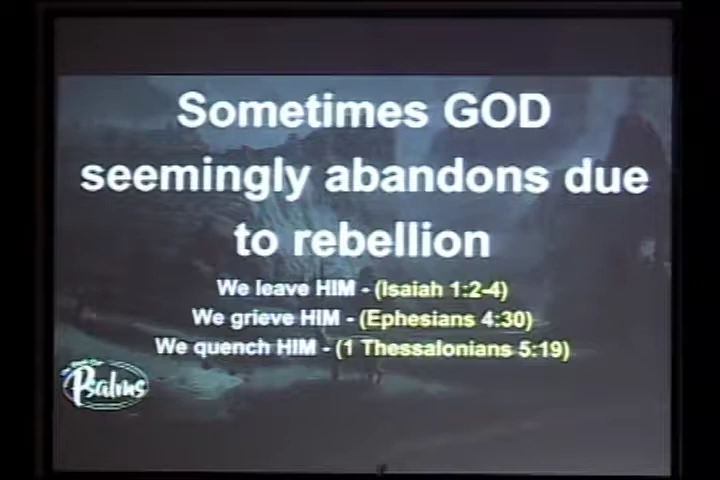 Sometimes GOD
seemingly abandons due
to rebellion
We leave HIM - (Isaiah 1:2-4)
We grieve HIM - (Ephesians 4:30)
We quench HIM - (1 Thessalonians 5:19)
Psalms